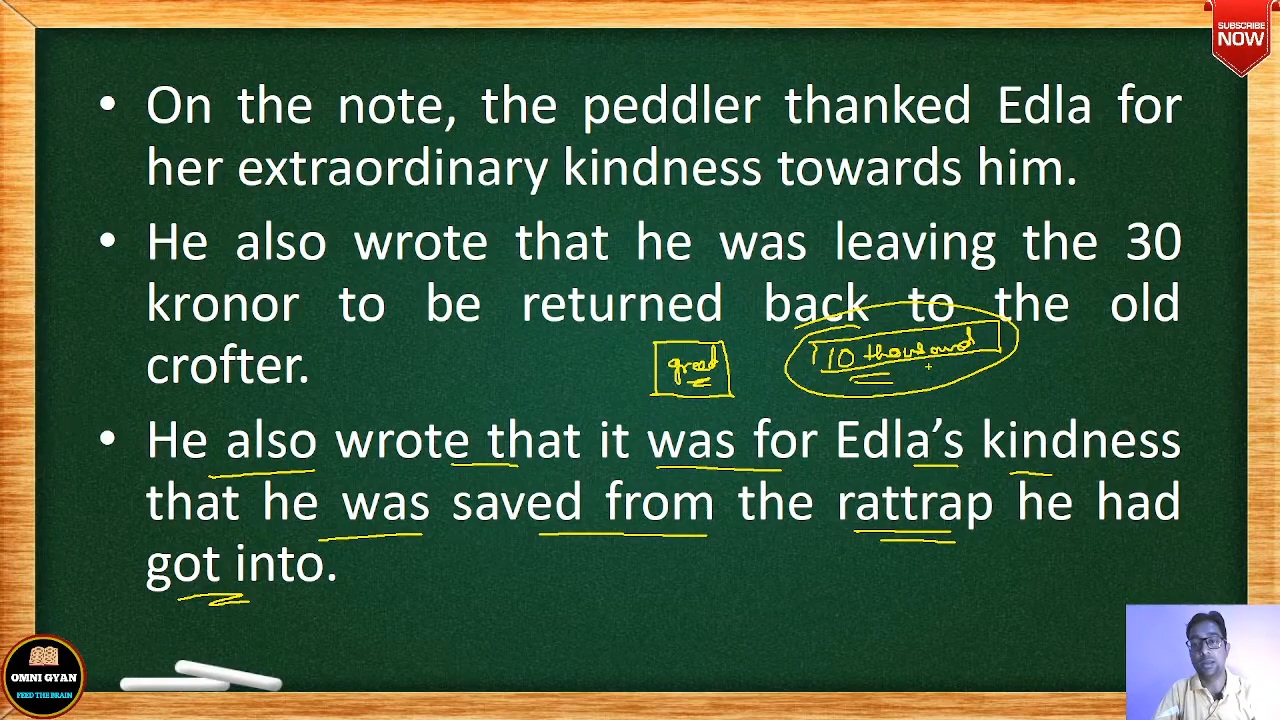 SUBSCRIBE
NOW
• On the note, the peddler thanked Edla for
her extraordinary kindness towards him.
• He also wrote that he was leaving the 30
kronor to be returned back to the old
crofter.
greed
10 thousand
• He also wrote that it was for Edla's kindness
that he was saved from the rattrap he had
got into.
OMNI GYAN
FEED THE BRAIN